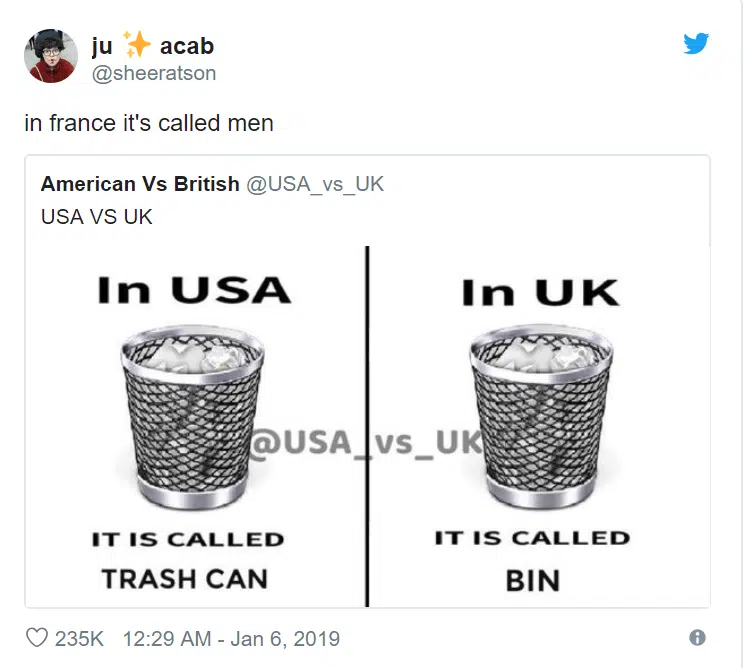 ju ✨ acab
@sheeratson
in france it's called men
American Vs British @USA_vs_UK
USA VS UK
In USA
IT IS CALLED
TRASH CAN
In UK
IT IS CALLED
BIN
@USA_vs_UK
235K 12:29 AM - Jan 6, 2019